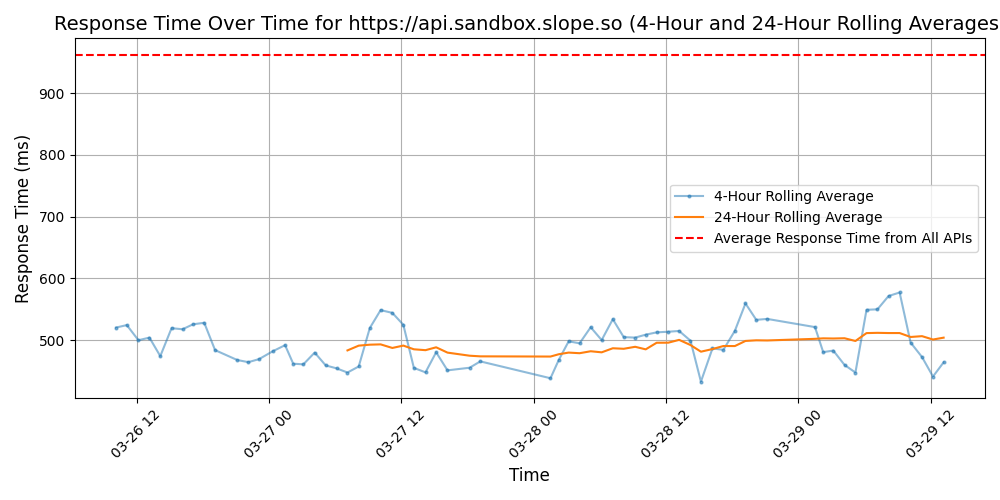 Response Time Over Time for https://api.sandbox.slope.so (4-Hour and 24-Hour Rolling Averages
Response Time (ms)
900
800
700
600
500
4-Hour Rolling Average
24-Hour Rolling Average
Average Response Time from All APIs
03-26 12
03-27 00
03-27 12
03-28 00
03-28 12
03-29 00
03-29 12
Time